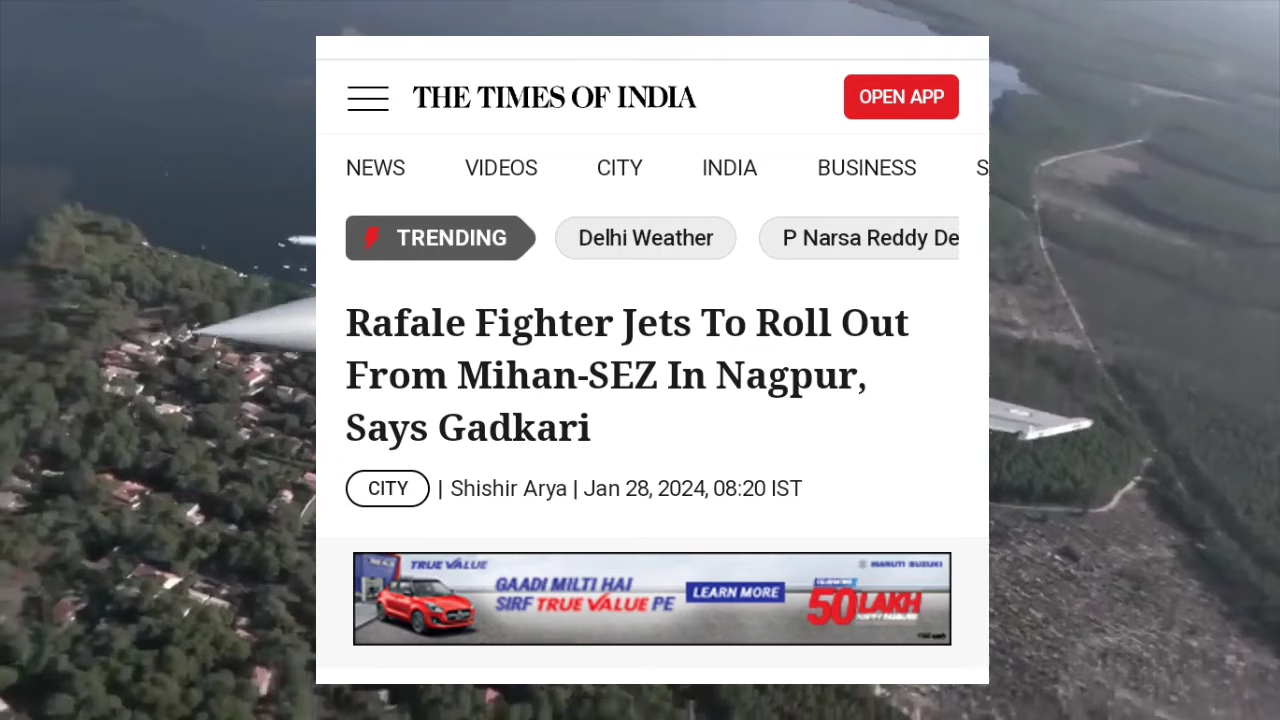 THE TIMES OF INDIA
OPEN APP
NEWS VIDEOS CITY INDIA BUSINESS S
TRENDING Delhi Weather P Narsa Reddy De
Rafale Fighter Jets To Roll Out
From Mihan-SEZ In Nagpur,
Says Gadkari
CITY | Shishir Arya | Jan 28, 2024, 08:20 IST
TRUE VALUE
MARUTI SUZUKI
GAADI MILTI HAI
SIRF TRUE VALUE PE
LEARN MORE
50 LAKH